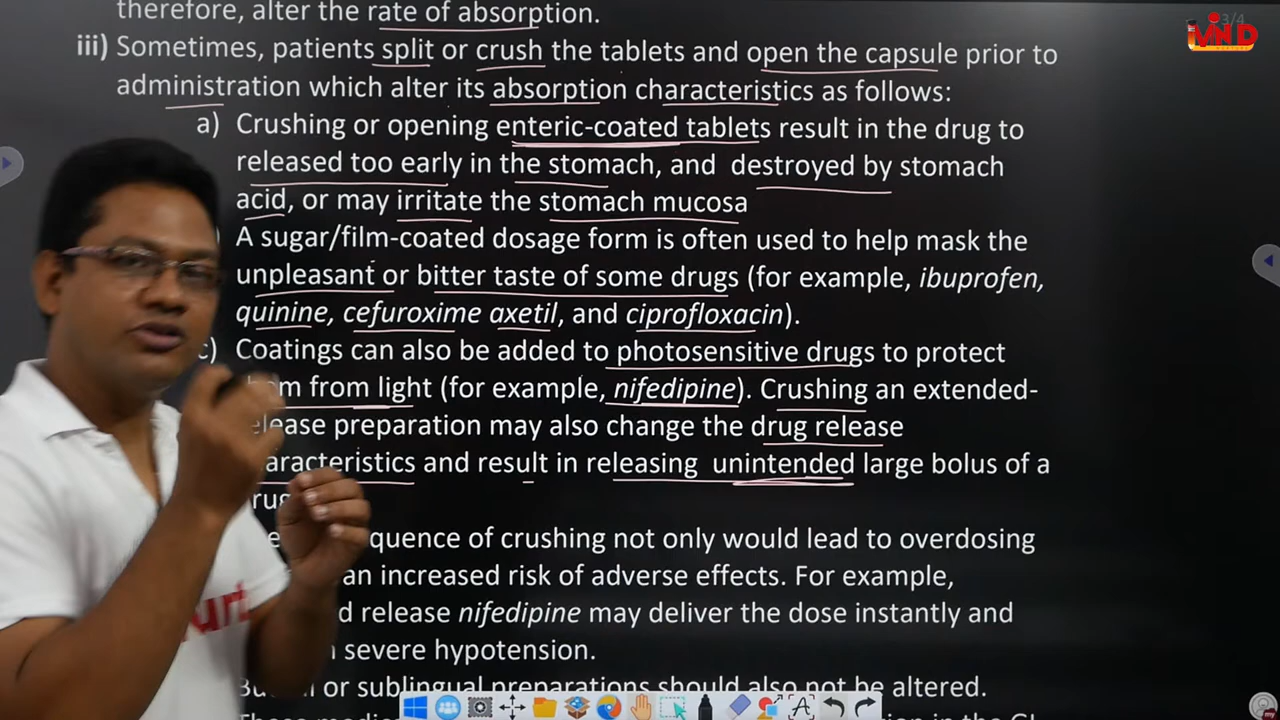 therefore, alter the rate of absorption.
iii) Sometimes, patients split or crush the tablets and open the capsule prior to
administration which alter its absorption characteristics as follows:
a) Crushing or opening enteric-coated tablets result in the drug to
released too early in the stomach, and destroyed by stomach
acid, or may irritate the stomach mucosa
) A sugar/film-coated dosage form is often used to help mask the
unpleasant or bitter taste of some drugs (for example, ibuprofen,
quinine, cefuroxime axetil, and ciprofloxacin).
c) Coatings can also be added to photosensitive drugs to protect
from light (for example, nifedipine). Crushing an extended-
elease preparation may also change the drug release
aracteristics and result in releasing unintended large bolus of a
quence of crushing not only would lead to overdosing
an increased risk of adverse effects. For example,
release nifedipine may deliver the dose instantly and
severe hypotension.
or sublingual preparations should also not be altered.